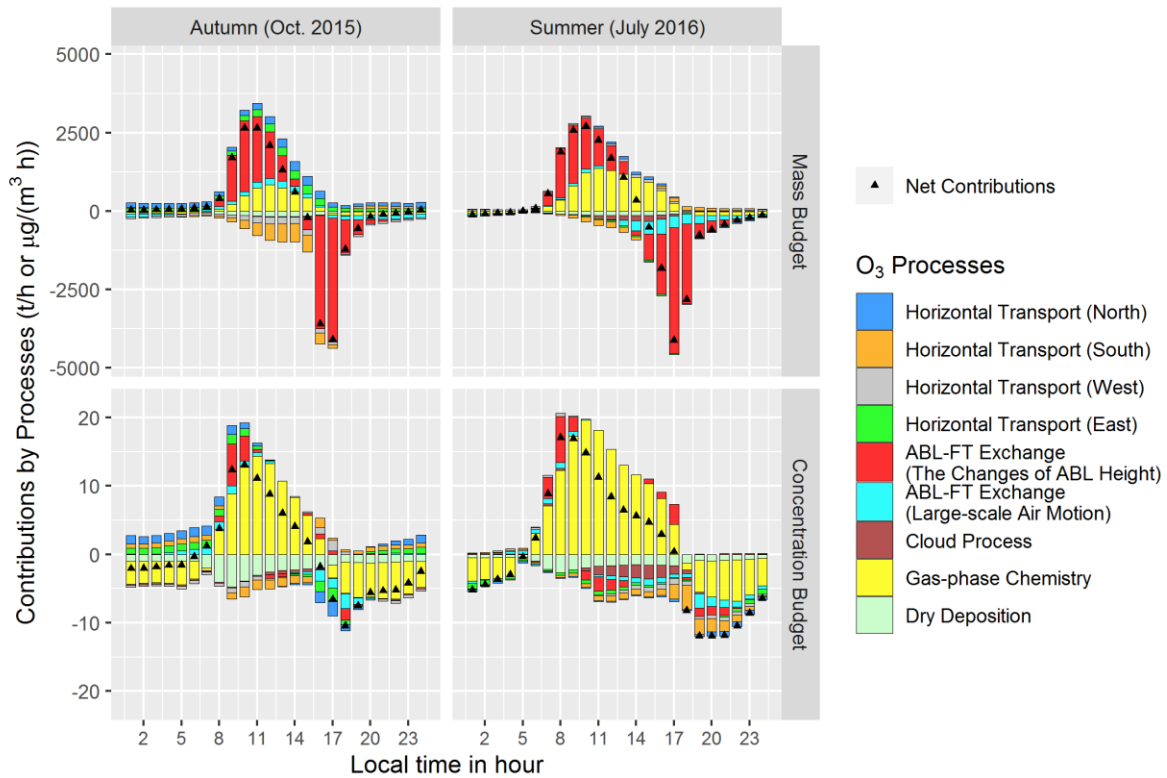 Autumn (Oct. 2015)
Summer (July 2016)
5000
2500
0
-2500
-5000
Mass Budget
20
10
0
-10
-20
Concentration Budget
Contributions by Processes (t/h or μg/(m³ h))
2 5 8 11 14 17 20 23
2 5 8 11 14 17 20 23
Local time in hour
Net Contributions
O₃ Processes
Horizontal Transport (North)
Horizontal Transport (South)
Horizontal Transport (West)
Horizontal Transport (East)
ABL-FT Exchange
(The Changes of ABL Height)
ABL-FT Exchange
(Large-scale Air Motion)
Cloud Process
Gas-phase Chemistry
Dry Deposition